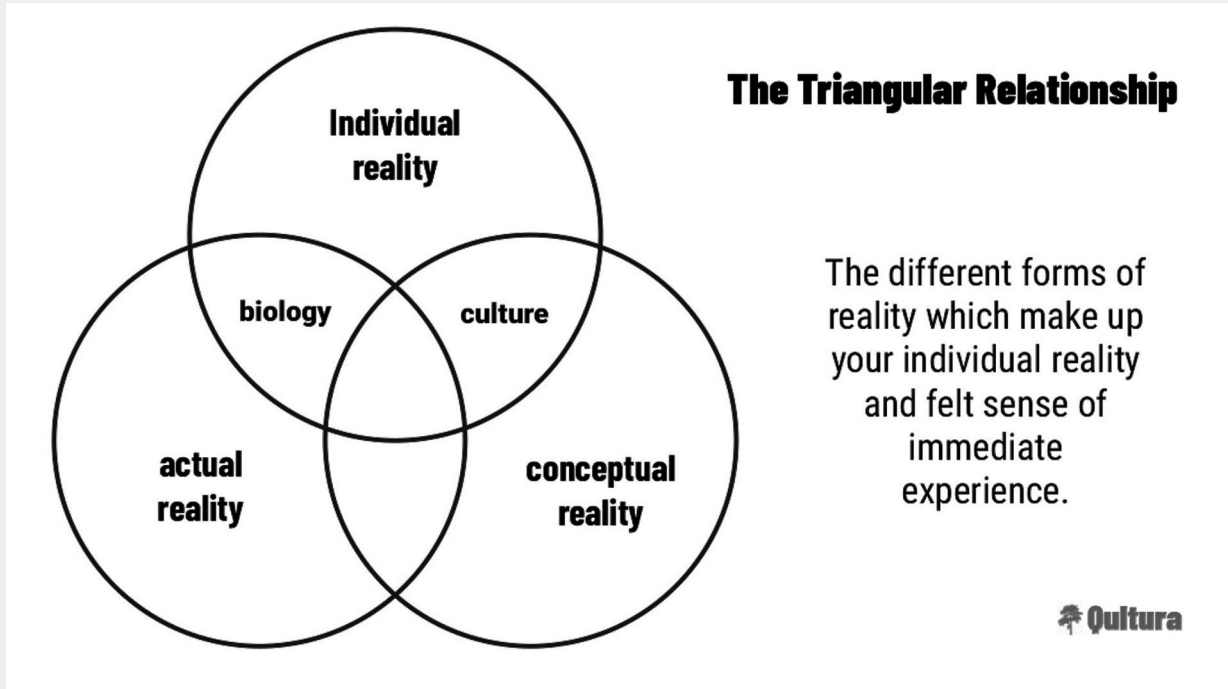 The Triangular Relationship
Individual
reality
biology
culture
actual
reality
conceptual
reality
The different forms of
reality which make up
your individual reality
and felt sense of
immediate
experience.
Qultura